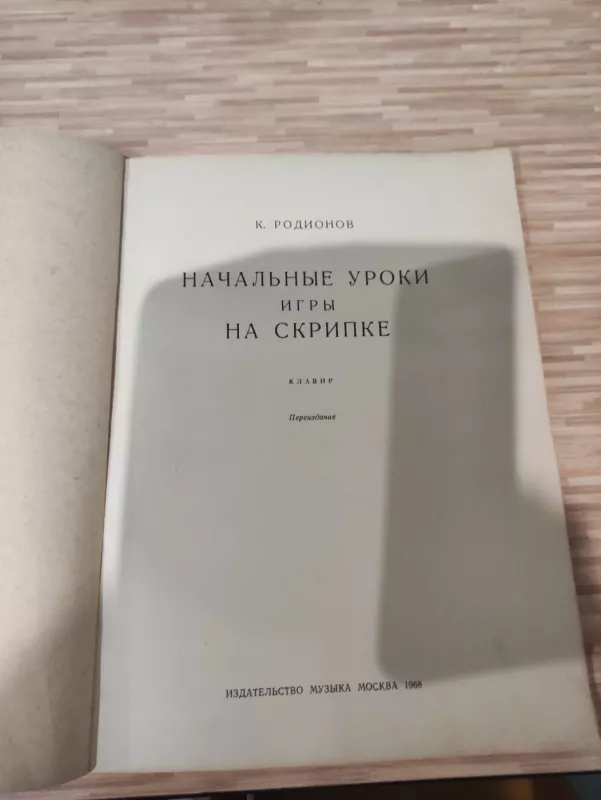 К. РОДИОНОВ
НАЧАЛЬНЫЕ УРОКИ
ИГРЫ
НА СКРИПКЕ
КЛАВИР
Переиздание
ИЗДАТЕЛЬСТВО МУЗЫКА МОСКВА 1968